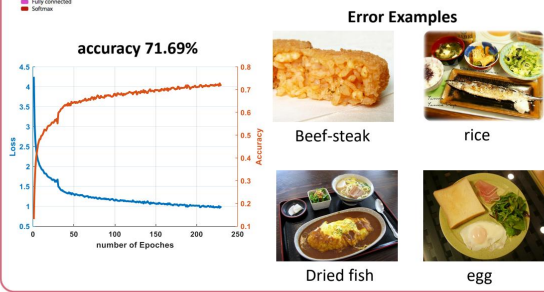 Fully connected
Softmax
accuracy 71.69%
4.5
4
3.5
3
2.5
2
1.5
1
0.5
Loss
0.8
0.7
0.6
0.5
0.4
0.3
0.2
0.1
Accuracy
0 50 100 150 200 250
number of Epoches
Error Examples
Beef-steak
rice
Dried fish
egg